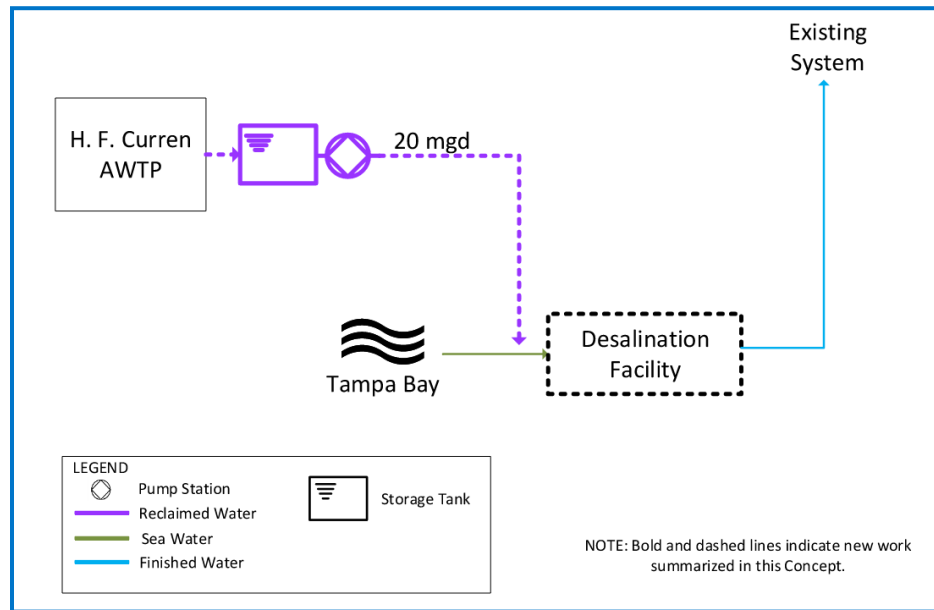 Existing
System
H. F. Curren
AWTP
20 mgd
Desalination
Facility
Tampa Bay
LEGEND
Pump Station
Reclaimed Water
Sea Water
Finished Water
Storage Tank
NOTE: Bold and dashed lines indicate new work
summarized in this Concept.